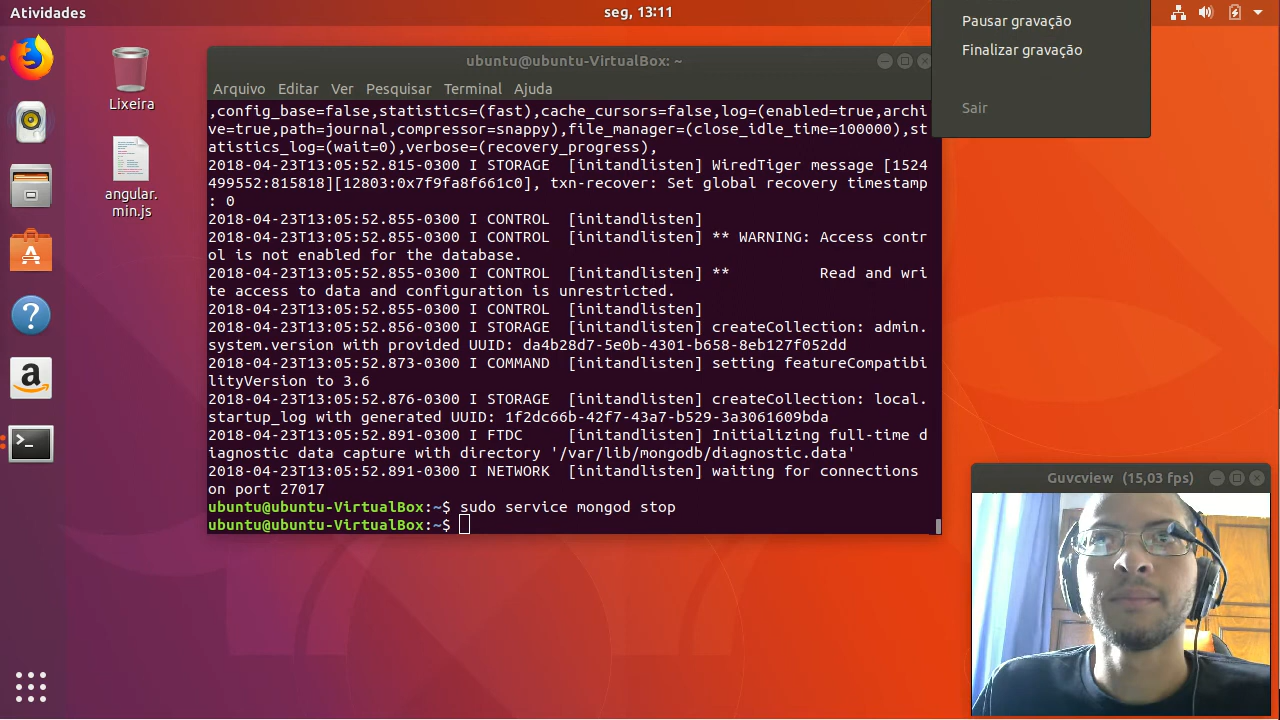 Atividades
seg, 13:11
Pausar gravação
Finalizar gravação
Sair
Lixeira
angular.
min.js
ubuntu@ubuntu-VirtualBox: ~
Arquivo Editar Ver Pesquisar Terminal Ajuda
,config_base=false,statistics=(fast),cache_cursors=false,log=(enabled=true,archi
ve=true,path=journal,compressor=snappy),file_manager=(close_idle_time=100000),st
atistics_log=(wait=0),verbose=(recovery_progress),
2018-04-23T13:05:52.815-0300 I STORAGE  [initandlisten] WiredTiger message [1524
499552:815818][12803:0x7f9fa8f661c0], txn-recover: Set global recovery timestamp
: 0
2018-04-23T13:05:52.855-0300 I CONTROL  [initandlisten]
2018-04-23T13:05:52.855-0300 I CONTROL  [initandlisten] ** WARNING: Access contr
ol is not enabled for the database.
2018-04-23T13:05:52.855-0300 I CONTROL  [initandlisten] **          Read and wri
te access to data and configuration is unrestricted.
2018-04-23T13:05:52.855-0300 I CONTROL  [initandlisten]
2018-04-23T13:05:52.856-0300 I STORAGE  [initandlisten] createCollection: admin.
system.version with provided UUID: da4b28d7-5e0b-4301-b658-8eb127f052dd
2018-04-23T13:05:52.873-0300 I COMMAND  [initandlisten] setting featureCompatibi
lityVersion to 3.6
2018-04-23T13:05:52.876-0300 I STORAGE  [initandlisten] createCollection: local.
startup_log with generated UUID: 1f2dc66b-42f7-43a7-b529-3a3061609bda
2018-04-23T13:05:52.891-0300 I FTDC     [initandlisten] Initializing full-time d
iagnostic data capture with directory '/var/lib/mongodb/diagnostic.data'
2018-04-23T13:05:52.891-0300 I NETWORK  [initandlisten] waiting for connections
on port 27017
ubuntu@ubuntu-VirtualBox:~$ sudo service mongod stop
ubuntu@ubuntu-VirtualBox:~$
Guvcview (15,03 fps)